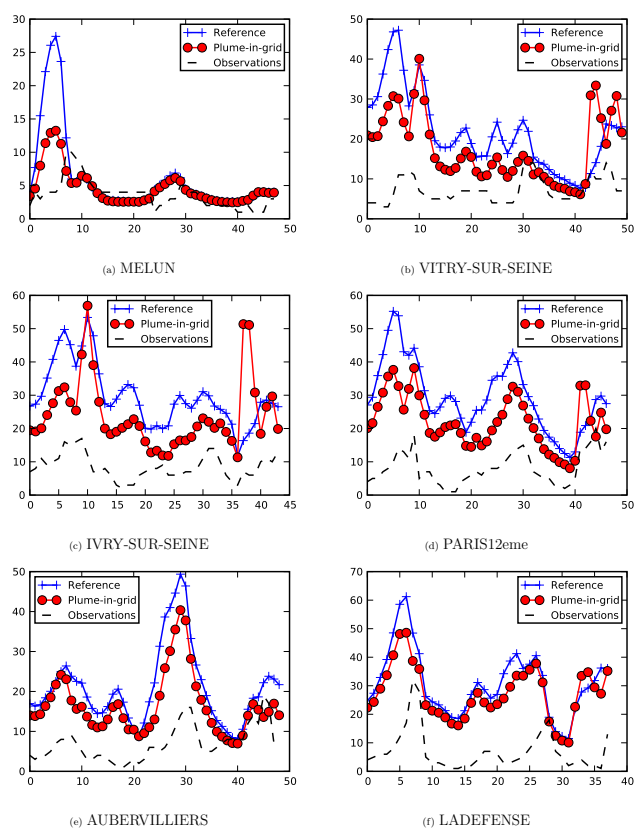 30
25
20
15
10
5
0
0 10 20 30 40 50
Reference
Plume-in-grid
Observations
(a) MELUN
50
40
30
20
10
0
0 10 20 30 40 50
Reference
Plume-in-grid
Observations
(b) VITRY-SUR-SEINE
60
50
40
30
20
10
0
0 5 10 15 20 25 30 35 40 45
Reference
Plume-in-grid
Observations
(c) IVRY-SUR-SEINE
60
50
40
30
20
10
0
0 10 20 30 40 50
Reference
Plume-in-grid
Observations
(d) PARIS12eme
50
40
30
20
10
0
0 10 20 30 40 50
Reference
Plume-in-grid
Observations
(e) AUBERVILLIERS
70
60
50
40
30
20
10
0
0 5 10 15 20 25 30 35 40
Reference
Plume-in-grid
Observations
(f) LADEFENSE